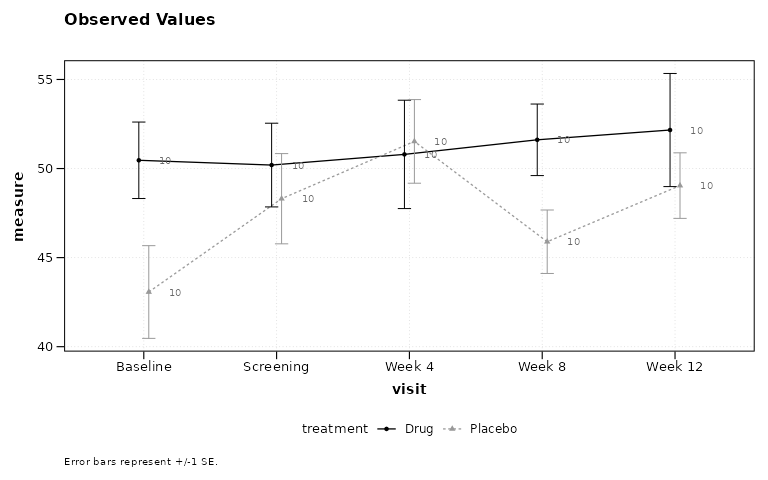 Observed Values
measure
55
50
45
40
10 10 10 10 10
10 10 10 10 10
Baseline Screening Week 4 Week 8 Week 12
visit
treatment Drug Placebo
Error bars represent +/-1 SE.